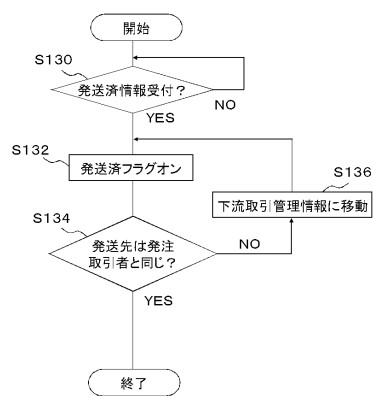 開始
S130
発送済情報受付？
NO
YES
S132
発送済フラグオン
S136
下流取引管理情報に移動
S134
発送先は発注
取引者と同じ？
NO
YES
終了